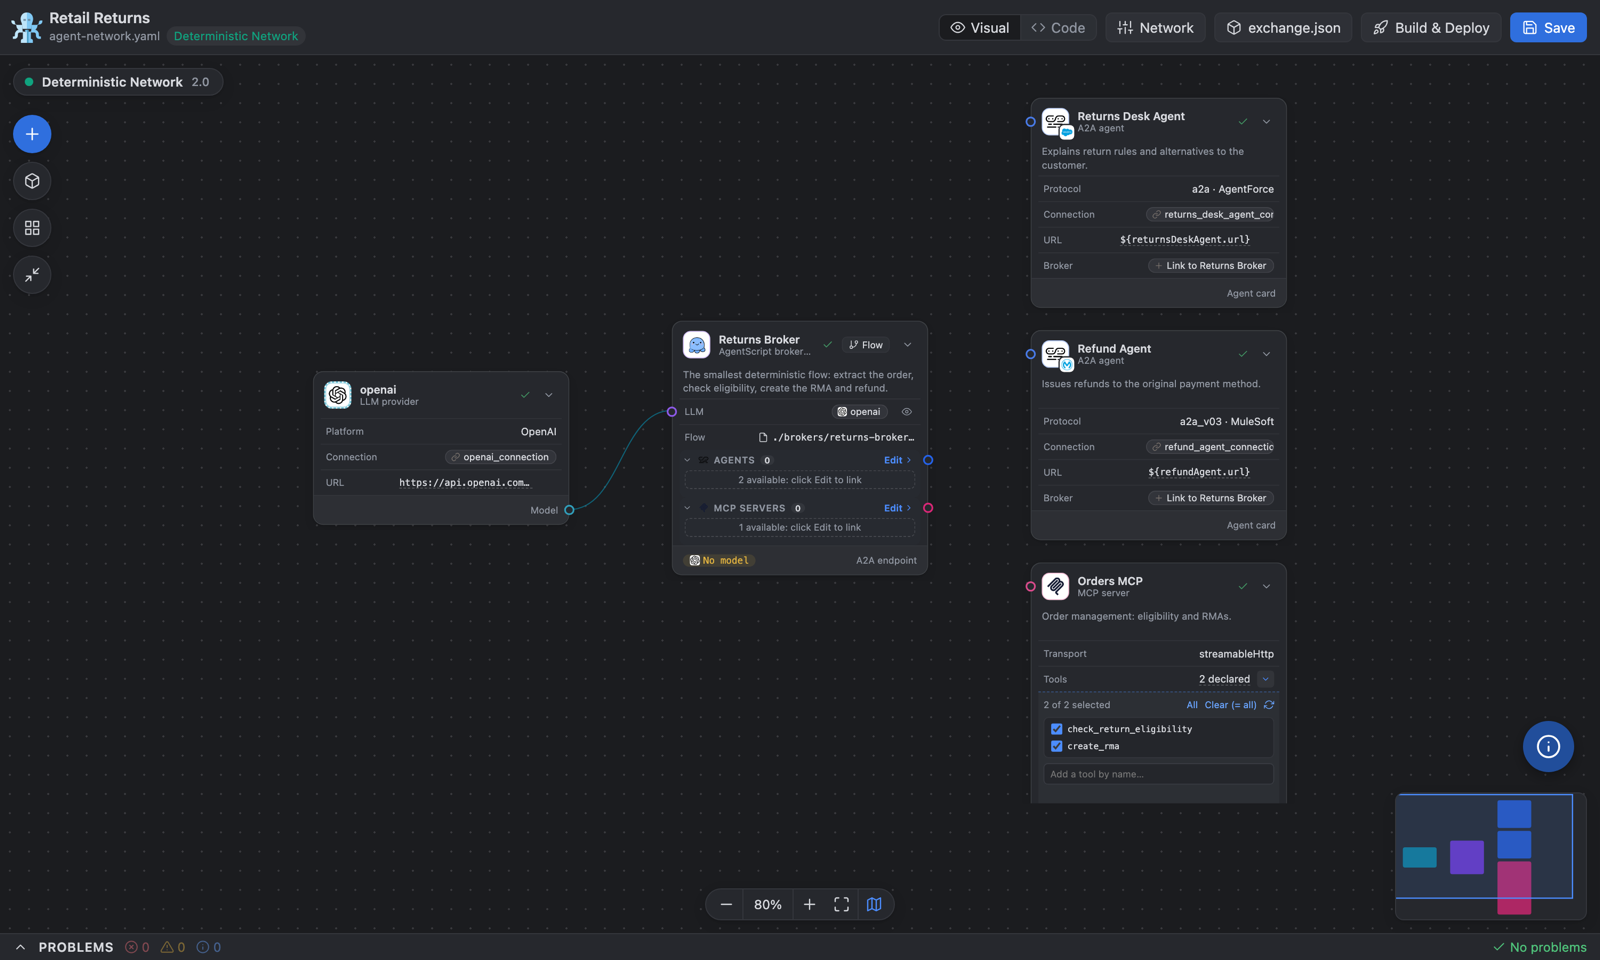 Retail Returns
agent-network.yaml Deterministic Network
Visual Code Network exchange.json Build & Deploy Save
Deterministic Network 2.0
Returns Desk Agent
A2A agent
Explains return rules and alternatives to the
customer.
Protocol a2a · AgentForce
Connection returns_desk_agent_cor
URL ${returnsDeskAgent.url}
Broker + Link to Returns Broker
Agent card
Refund Agent
A2A agent
Issues refunds to the original payment method.
Protocol a2a_v03 · MuleSoft
Connection refund_agent_connectio
URL ${refundAgent.url}
Broker + Link to Returns Broker
Agent card
Returns Broker
AgentScript broker...
Flow
The smallest deterministic flow: extract the order,
check eligibility, create the RMA and refund.
LLM openai
Flow ./brokers/returns-broker...
AGENTS 0 Edit
2 available: click Edit to link
MCP SERVERS 0 Edit
1 available: click Edit to link
No model A2A endpoint
openai
LLM provider
Platform OpenAI
Connection openai_connection
URL https://api.openai.com...
Model
Orders MCP
MCP server
Order management: eligibility and RMAs.
Transport streamableHttp
Tools 2 declared
2 of 2 selected All Clear (= all)
check_return_eligibility
create_rma
Add a tool by name...
80%
PROBLEMS 0 0 0
No problems